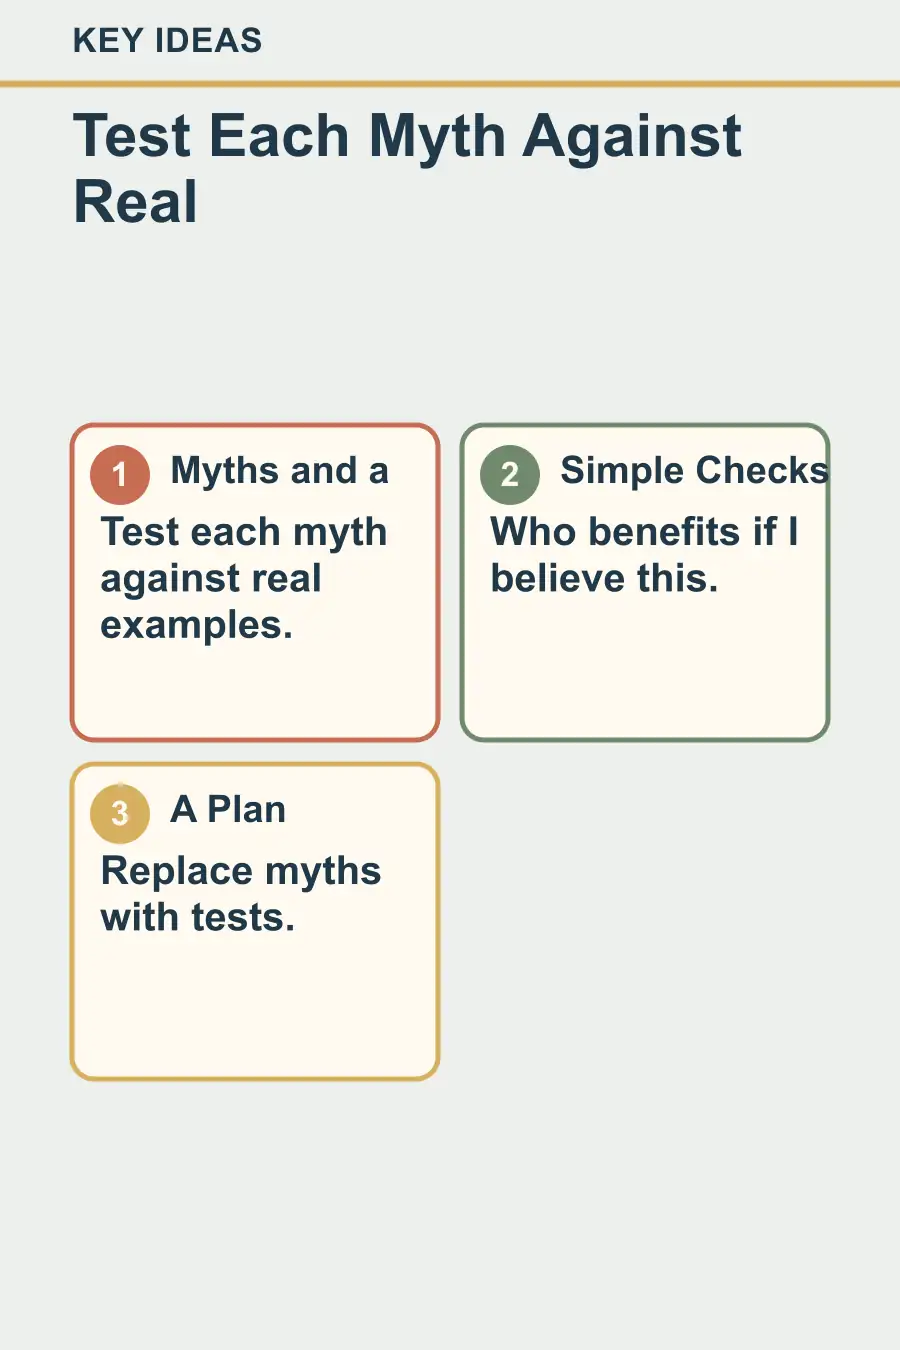 KEY IDEAS
Test Each Myth Against
Real
1
Myths and a
Test each myth
against real
examples.
2
Simple Checks
Who benefits if I
believe this.
3
A Plan
Replace myths
with tests.